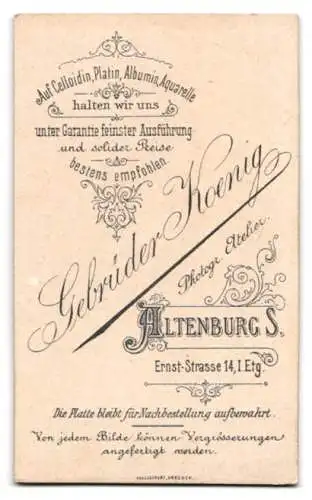 Auf Celloidin, Platin, Albumin, Aquarelle
halten wir uns
unter Garantie feinster Ausführung
und solider Preise
bestens empfohlen.
Gebrüder Koenig
Photogr. Atelier.
ALTENBURG S.
Ernst-Strasse 14, I. Etg.
Die Platte bleibt für Nachbestellung aufbewahrt.
Von jedem Bilde können Vergrösserungen
angefertigt werden.